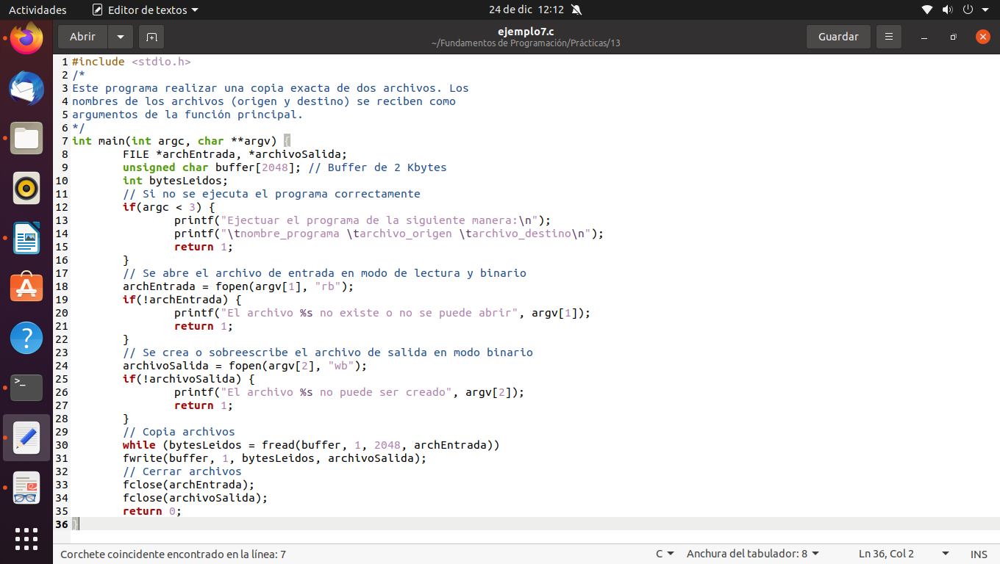 Actividades Editor de textos 24 de dic 12:12
Abrir ejemplo7.c Guardar
~/Fundamentos de Programación/Prácticas/13
1 #include <stdio.h>
2 /*
3 Este programa realizar una copia exacta de dos archivos. Los
4 nombres de los archivos (origen y destino) se reciben como
5 argumentos de la función principal.
6 */
7 int main(int argc, char **argv) {
8 FILE *archEntrada, *archivoSalida;
9 unsigned char buffer[2048]; // Buffer de 2 Kbytes
10 int bytesLeidos;
11 // Si no se ejecuta el programa correctamente
12 if(argc < 3) {
13 printf("Ejectuar el programa de la siguiente manera:\n");
14 printf("\tnombre_programa \tarchivo_origen \tarchivo_destino\n");
15 return 1;
16 }
17 // Se abre el archivo de entrada en modo de lectura y binario
18 archEntrada = fopen(argv[1], "rb");
19 if(!archEntrada) {
20 printf("El archivo %s no existe o no se puede abrir", argv[1]);
21 return 1;
22 }
23 // Se crea o sobreescribe el archivo de salida en modo binario
24 archivoSalida = fopen(argv[2], "wb");
25 if(!archivoSalida) {
26 printf("El archivo %s no puede ser creado", argv[2]);
27 return 1;
28 }
29 // Copia archivos
30 while (bytesLeidos = fread(buffer, 1, 2048, archEntrada))
31 fwrite(buffer, 1, bytesLeidos, archivoSalida);
32 // Cerrar archivos
33 fclose(archEntrada);
34 fclose(archivoSalida);
35 return 0;
36 }
Corchete coincidente encontrado en la línea: 7 C Anchura del tabulador: 8 Ln 36, Col 2 INS